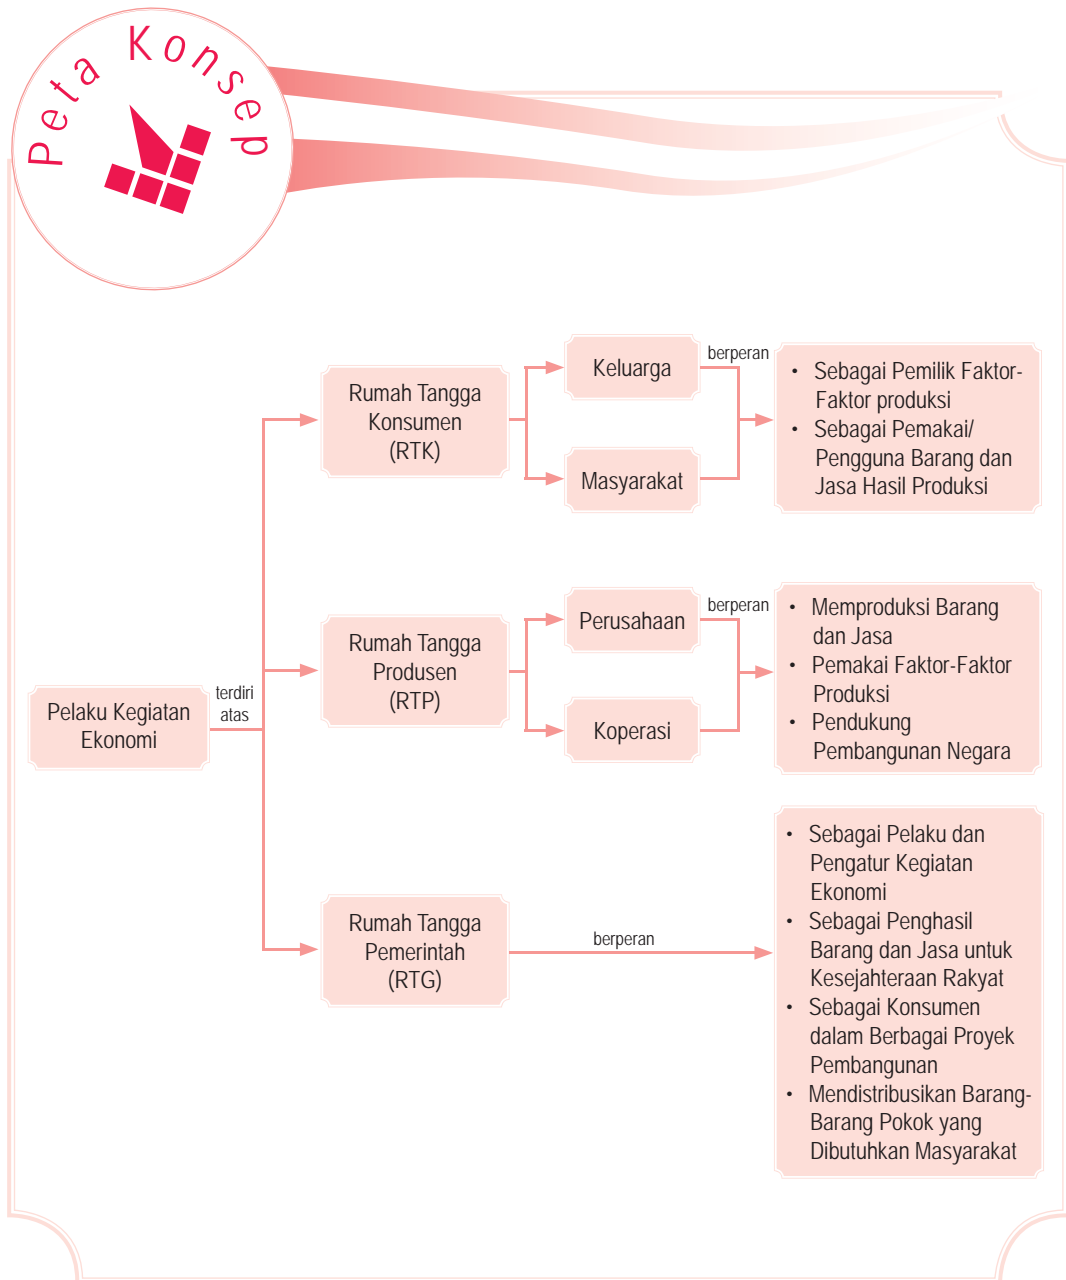 Peta Konsep
Keluarga
berperan
Rumah Tangga
Konsumen
(RTK)
Masyarakat
• Sebagai Pemilik Faktor-
Faktor produksi
• Sebagai Pemakai/
Pengguna Barang dan
Jasa Hasil Produksi
Perusahaan
berperan
Rumah Tangga
Produsen
(RTP)
Koperasi
• Memproduksi Barang
dan Jasa
• Pemakai Faktor-Faktor
Produksi
• Pendukung
Pembangunan Negara
Pelaku Kegiatan
Ekonomi
terdiri
atas
Rumah Tangga
Pemerintah
(RTG)
berperan
• Sebagai Pelaku dan
Pengatur Kegiatan
Ekonomi
• Sebagai Penghasil
Barang dan Jasa untuk
Kesejahteraan Rakyat
• Sebagai Konsumen
dalam Berbagai Proyek
Pembangunan
• Mendistribusikan Barang-
Barang Pokok yang
Dibutuhkan Masyarakat